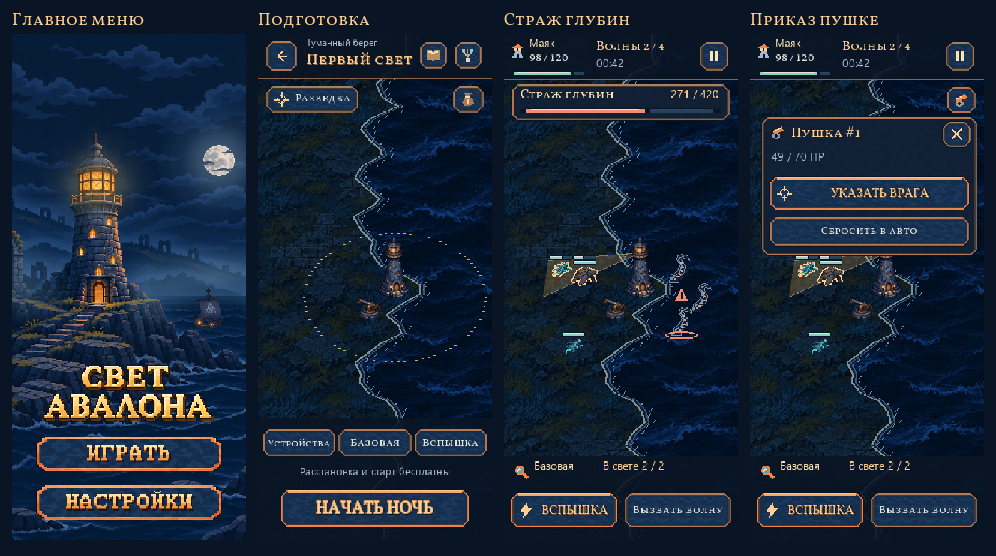 Главное меню
СВЕТ
АВАЛОНА
ИГРАТЬ
НАСТРОЙКИ
Подготовка
Туманный берег
Первый свет
Разведка
Устройства
Базовая
Вспышка
Расстановка и старт бесплатны
НАЧАТЬ НОЧЬ
Страж глубин
Маяк
98 / 120
Волны 2 / 4
00:42
Страж глубин
271 / 420
Базовая
В свете 2 / 2
ВСПЫШКА
Вызвать волну
Приказ пушке
Маяк
98 / 120
Волны 2 / 4
00:42
Пушка #1
49 / 70 HP
УКАЗАТЬ ВРАГА
Сбросить в авто
Базовая
В свете 2 / 2
ВСПЫШКА
Вызвать волну